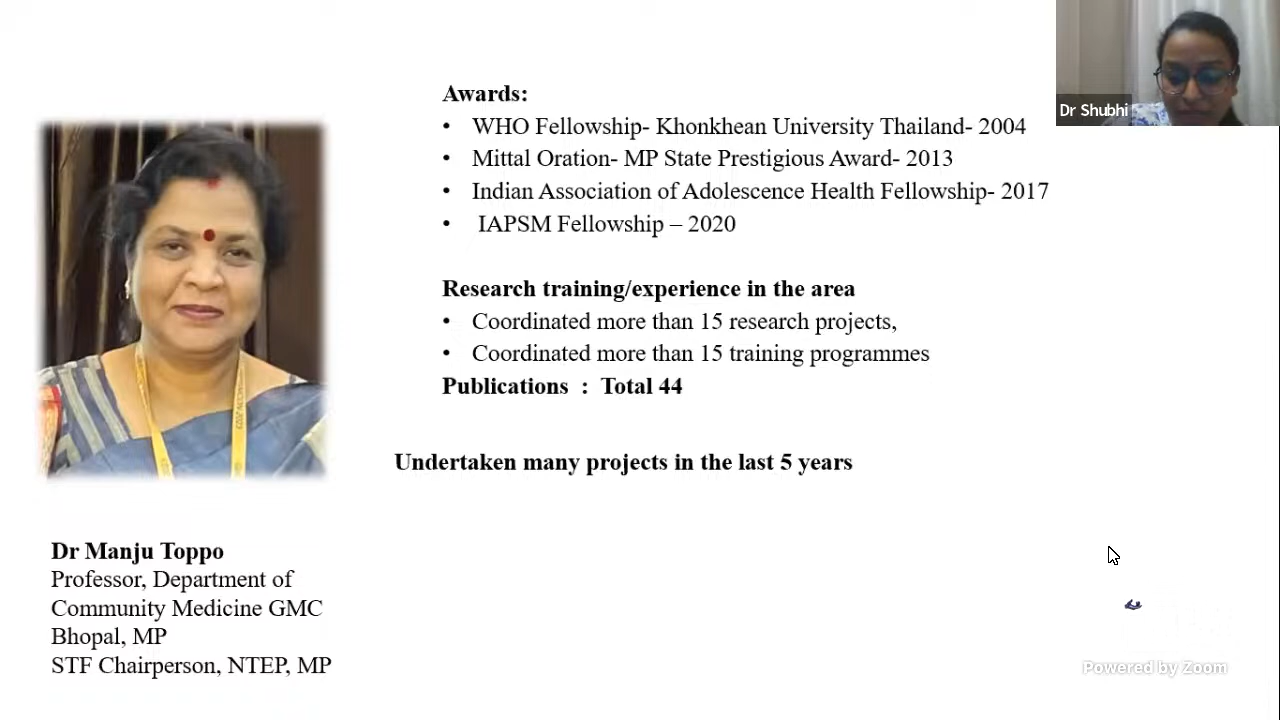 Awards:
• WHO Fellowship- Khonkhean University Thailand- 2004
• Mittal Oration- MP State Prestigious Award- 2013
• Indian Association of Adolescence Health Fellowship- 2017
• IAPSM Fellowship – 2020
Research training/experience in the area
• Coordinated more than 15 research projects,
• Coordinated more than 15 training programmes
Publications : Total 44
Undertaken many projects in the last 5 years
Dr Manju Toppo
Professor, Department of
Community Medicine GMC
Bhopal, MP
STF Chairperson, NTEP, MP
Dr Shubhi
Powered by Zoom